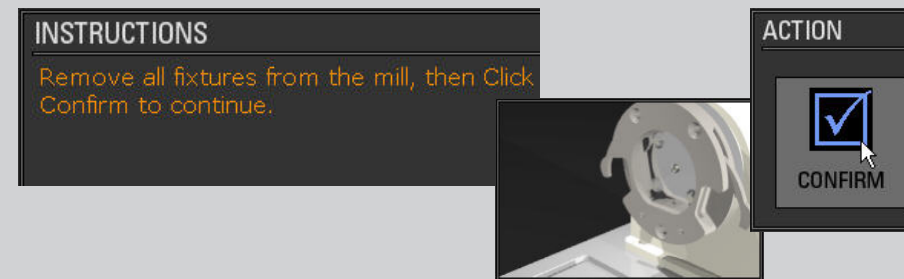 INSTRUCTIONS
Remove all fixtures from the mill, then Click
Confirm to continue.
ACTION
CONFIRM